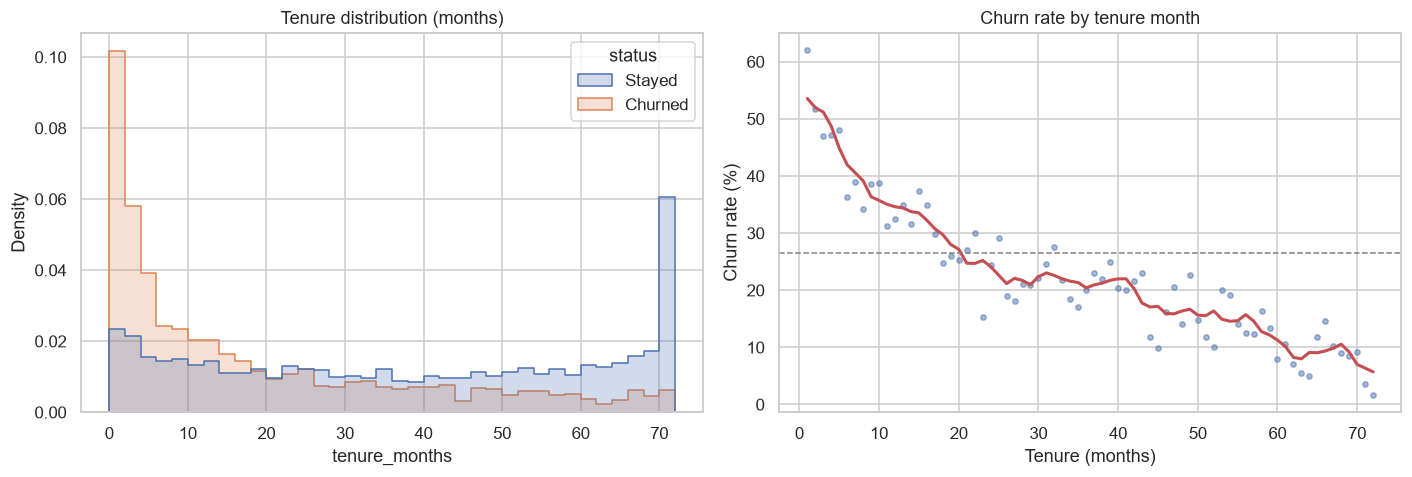 Tenure distribution (months)
Density
0.10
0.08
0.06
0.04
0.02
0.00
status
Stayed
Churned
0 10 20 30 40 50 60 70
tenure_months
Churn rate by tenure month
Churn rate (%)
60
50
40
30
20
10
0
0 10 20 30 40 50 60 70
Tenure (months)